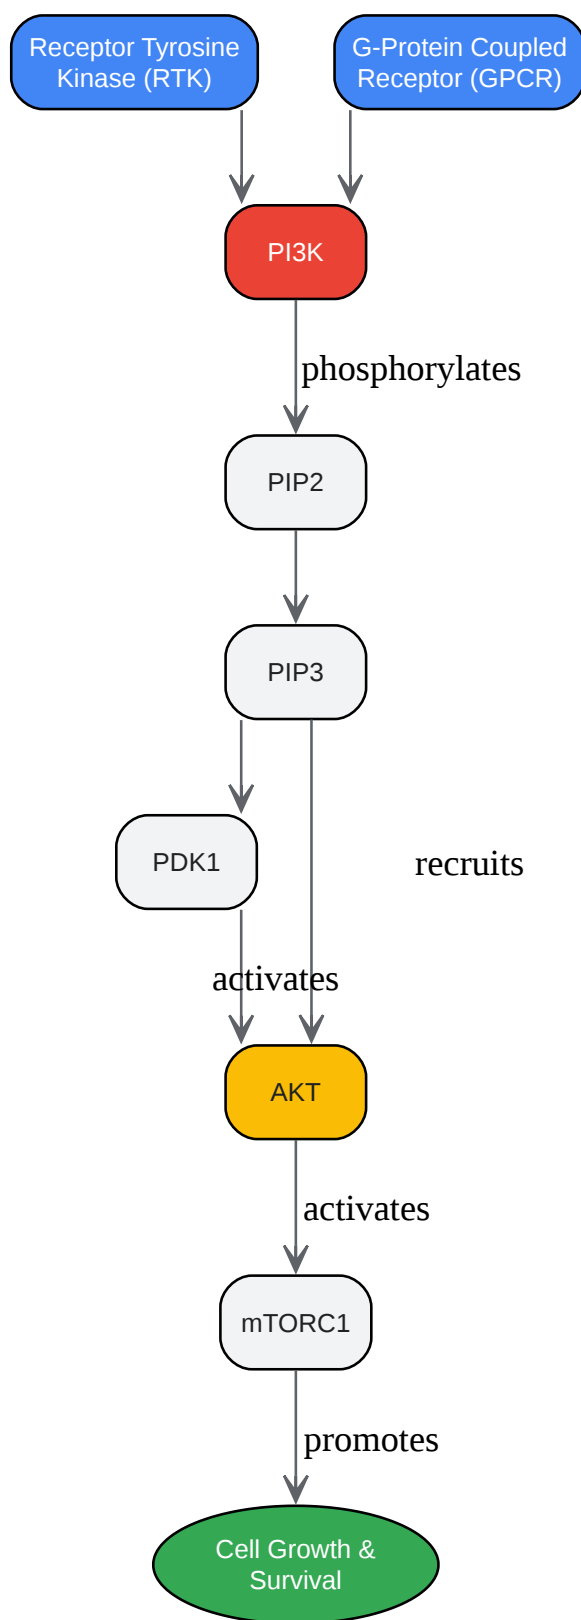 Receptor Tyrosine
Kinase (RTK)
G-Protein Coupled
Receptor (GPCR)
PI3K
phosphorylates
PIP2
PIP3
PDK1
recruits
activates
AKT
activates
mTORC1
promotes
Cell Growth &
Survival